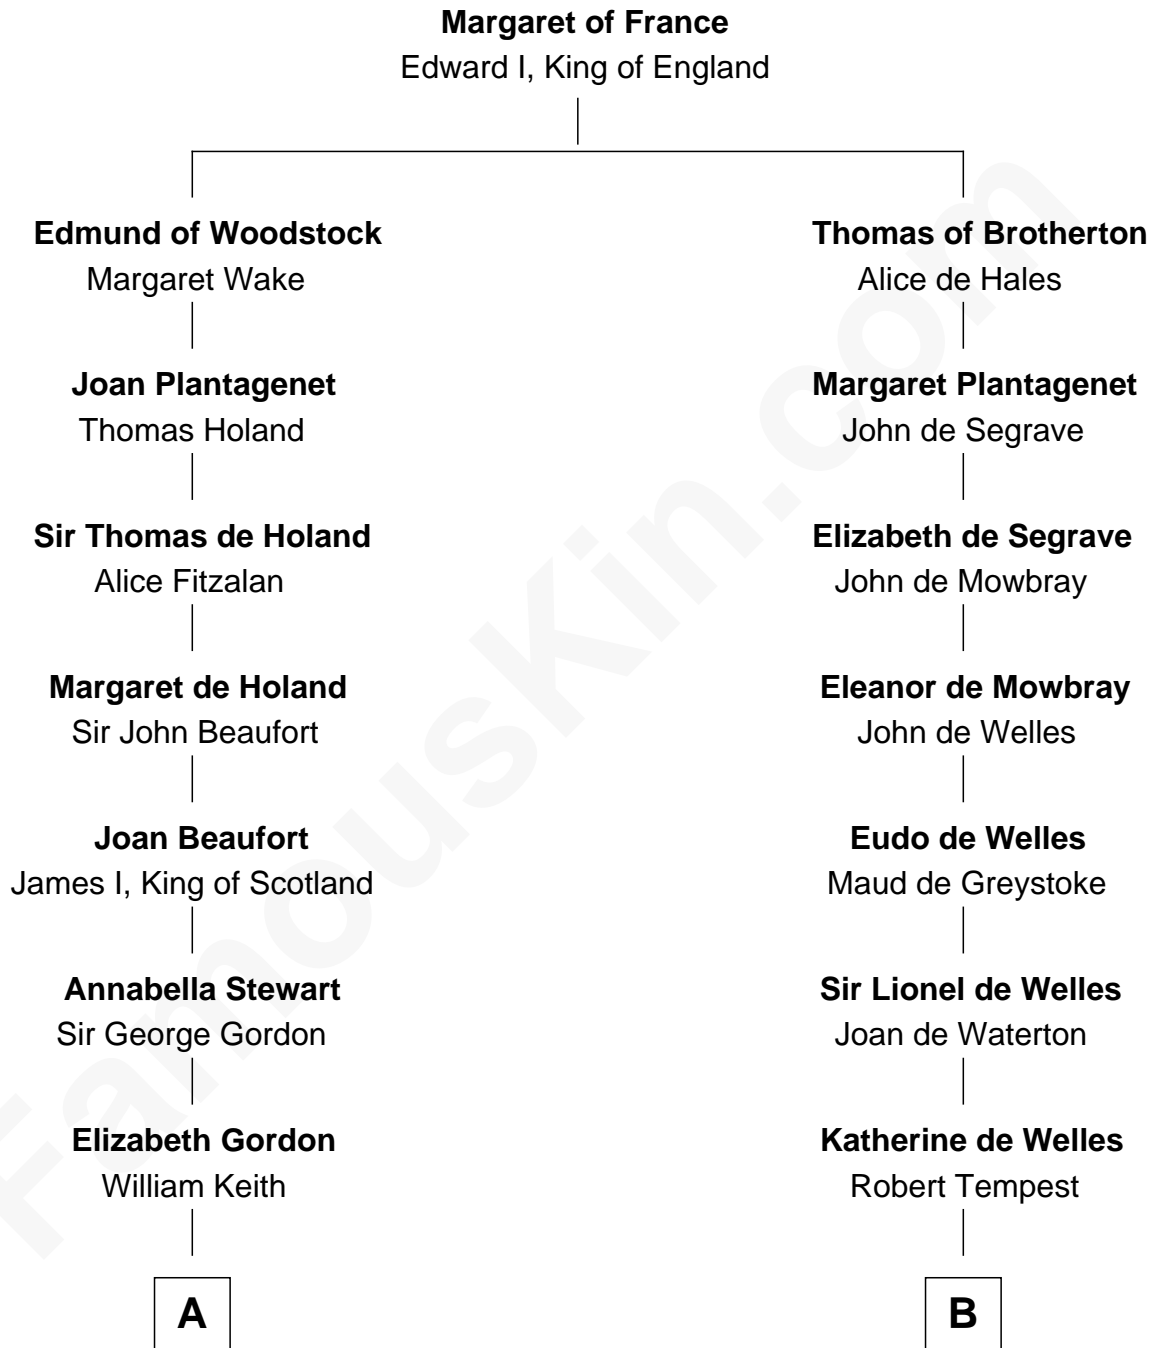 Margaret of France
Edward I, King of England
Edmund of Woodstock
Margaret Wake
Thomas of Brotherton
Alice de Hales
Joan Plantagenet
Thomas Holand
Margaret Plantagenet
John de Segrave
Sir Thomas de Holand
Alice Fitzalan
Elizabeth de Segrave
John de Mowbray
Margaret de Holand
Sir John Beaufort
Eleanor de Mowbray
John de Welles
Joan Beaufort
James I, King of Scotland
Eudo de Welles
Maud de Greystoke
Annabella Stewart
Sir George Gordon
Sir Lionel de Welles
Joan de Waterton
Elizabeth Gordon
William Keith
Katherine de Welles
Robert Tempest
A
B
FamousKin.com